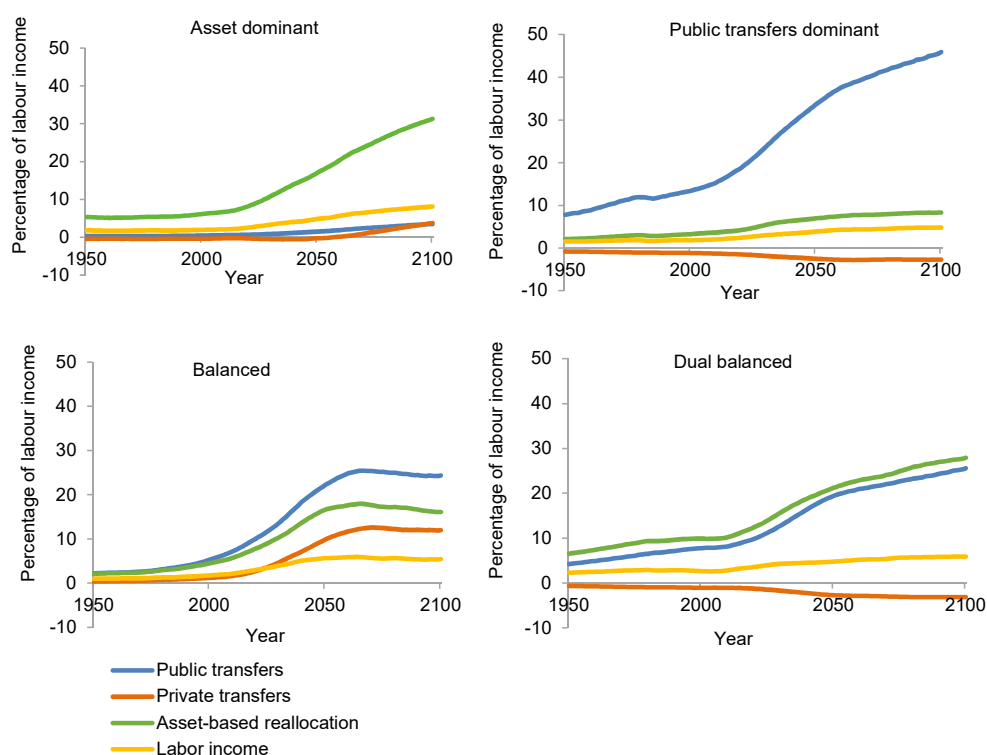 Asset dominant
Percentage of labour income
50
40
30
20
10
0
-10
1950
2000
2050
2100
Year
Public transfers dominant
Percentage of labour income
50
40
30
20
10
0
-10
1950
2000
2050
2100
Year
Balanced
Percentage of labour income
50
40
30
20
10
0
-10
1950
2000
2050
2100
Year
Dual balanced
Percentage of labour income
50
40
30
20
10
0
-10
1950
2000
2050
2100
Year
Public transfers
Private transfers
Asset-based reallocation
Labor income